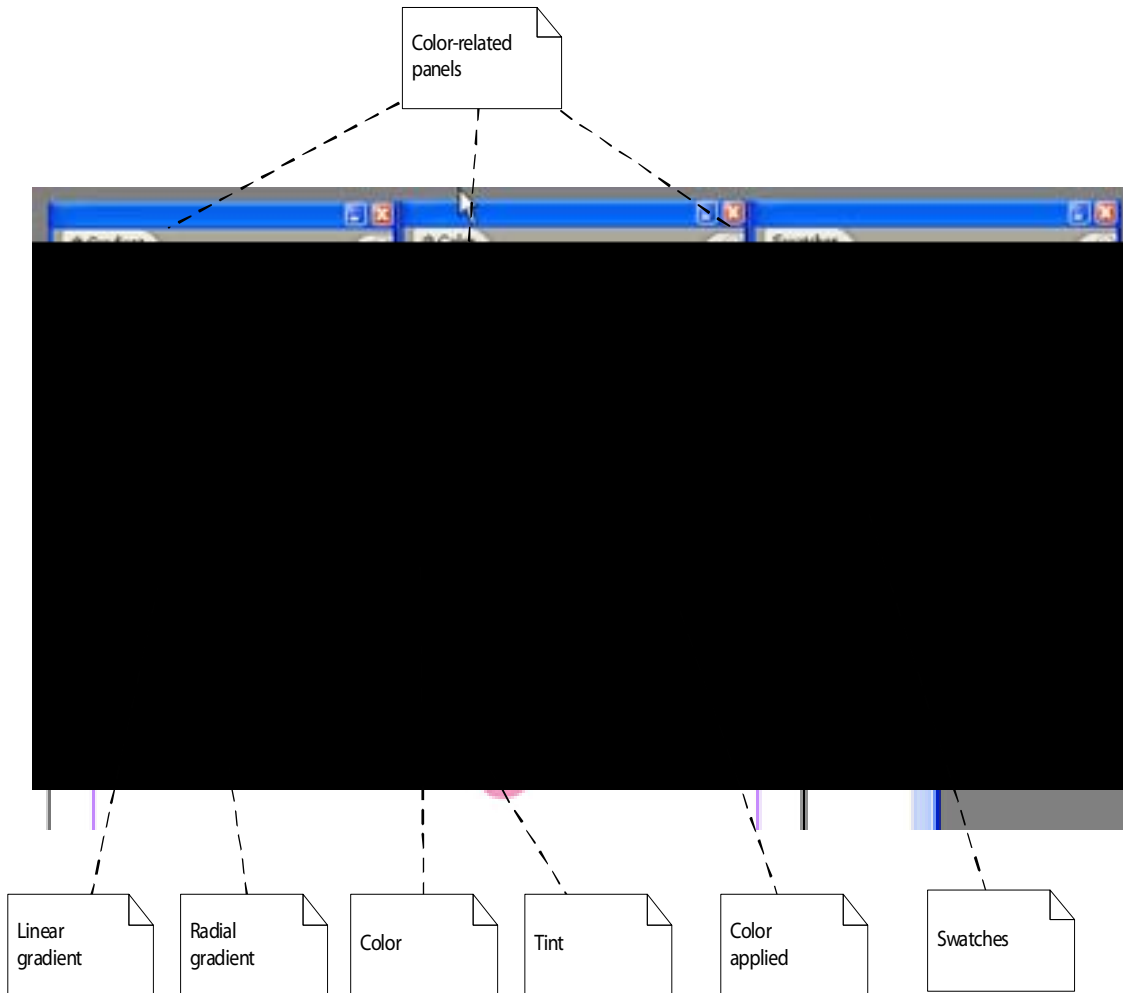 Color-related
panels
Linear
gradient
Radial
gradient
Color
Tint
Color
applied
Swatches